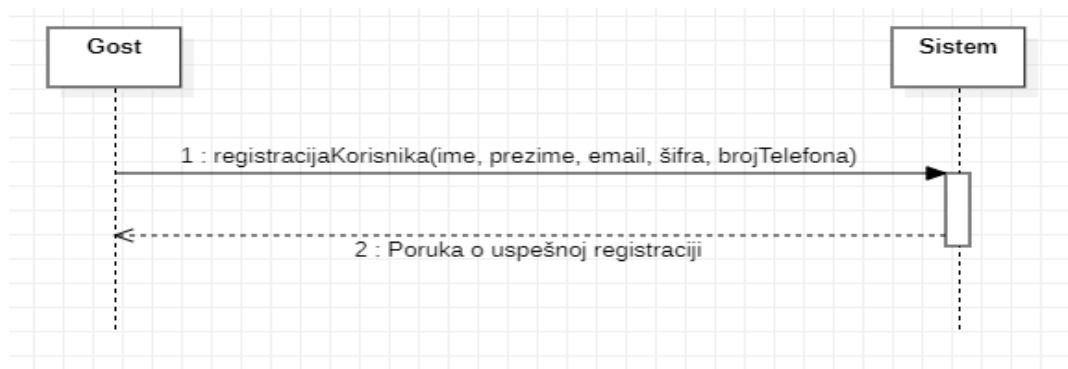 Gost
Sistem
1 : registracijaKorisnika(ime, prezime, email, šifra, brojTelefona)
2 : Poruka o uspešnoj registraciji